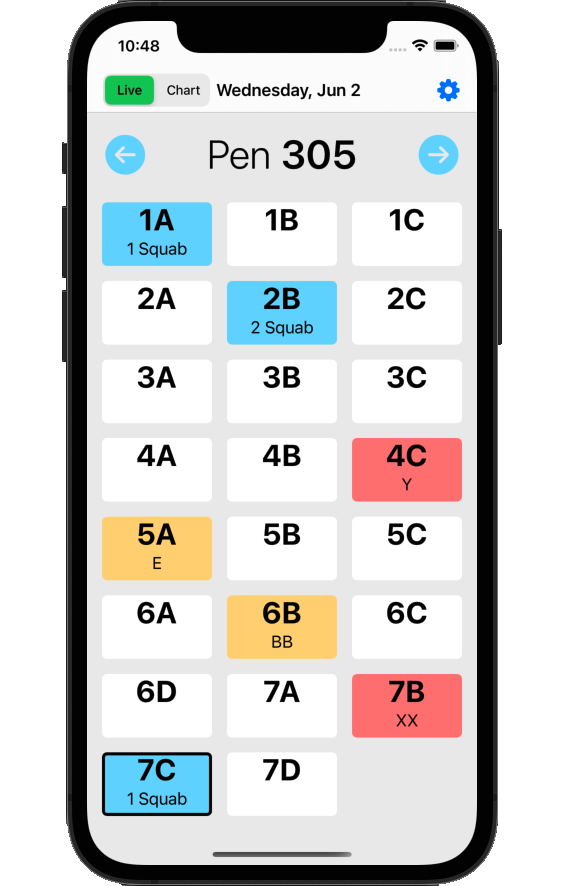 10:48
Live Chart Wednesday, Jun 2
Pen 305
1A 1B 1C
1 Squab
2A 2B 2C
2 Squab
3A 3B 3C
4A 4B 4C
Y
5A 5B 5C
E
6A 6B 6C
BB
6D 7A 7B
XX
7C 7D
1 Squab